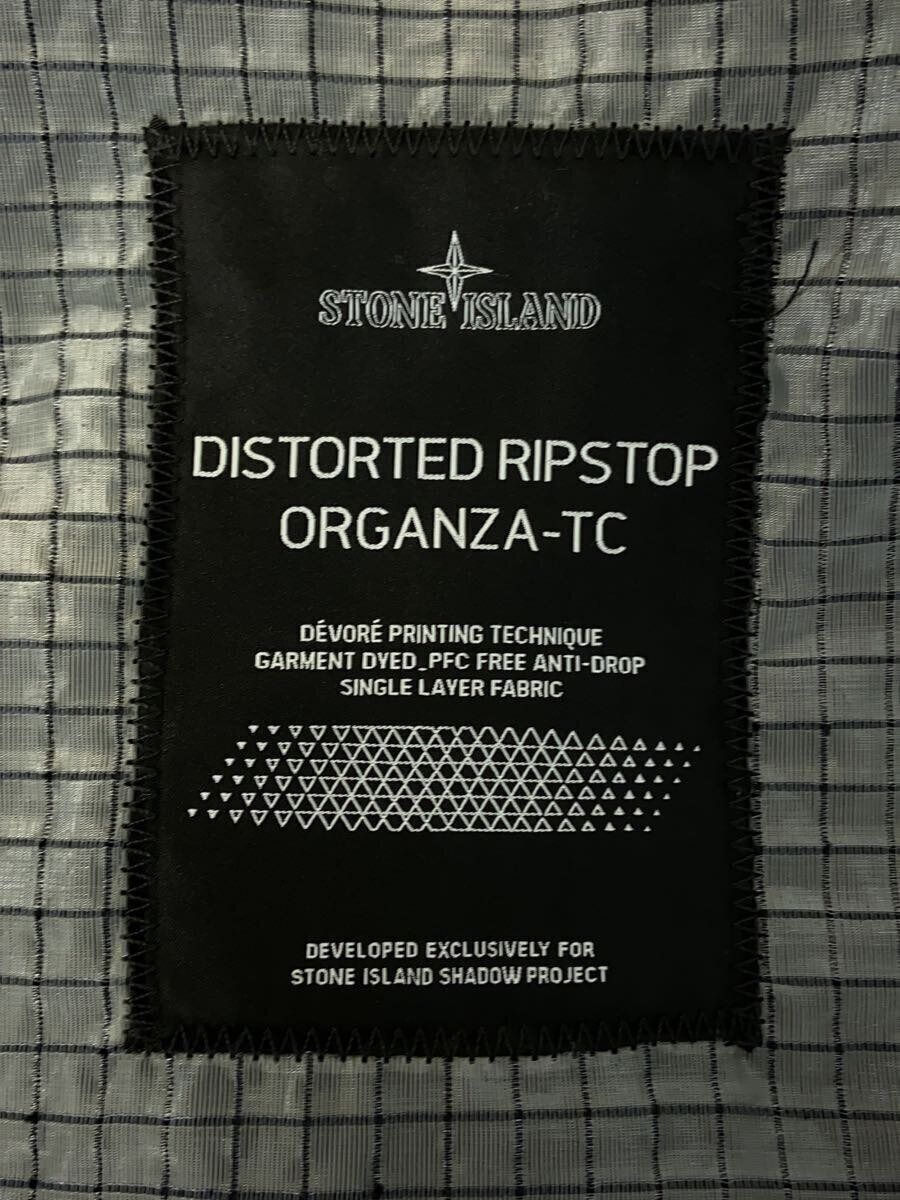 STONE ISLAND
DISTORTED RIPSTOP
ORGANZA-TC
DÉVORÉ PRINTING TECHNIQUE
GARMENT DYED_PFC FREE ANTI-DROP
SINGLE LAYER FABRIC
DEVELOPED EXCLUSIVELY FOR
STONE ISLAND SHADOW PROJECT